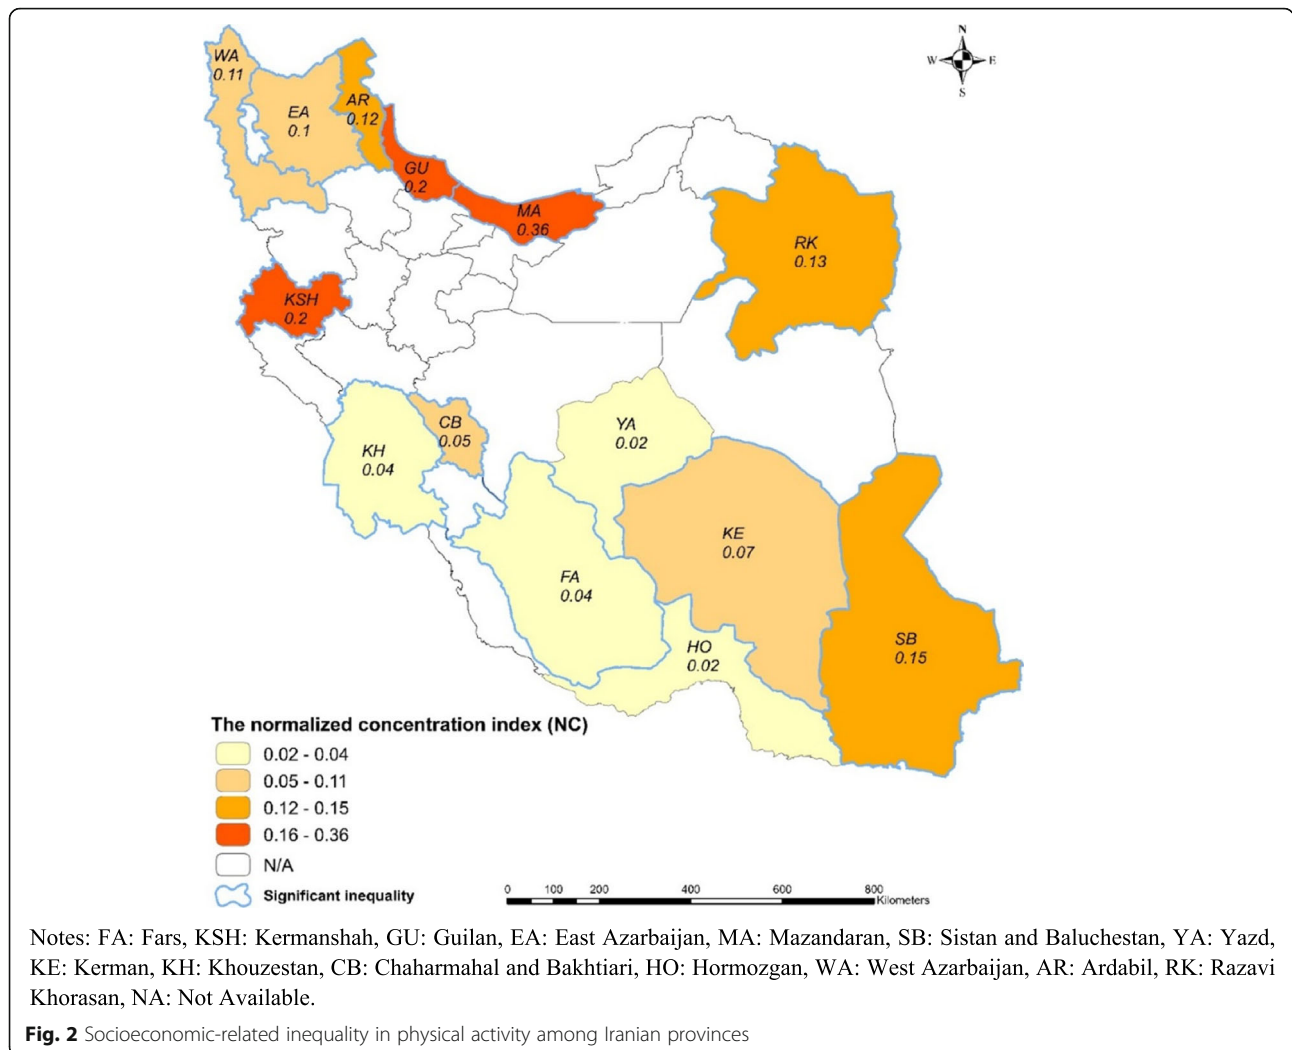 N
W E
S
WA
0.11
EA
0.1
AR
0.12
GU
0.2
MA
0.36
RK
0.13
KSH
0.2
CB
0.05
YA
0.02
KH
0.04
KE
0.07
FA
0.04
HO
0.02
SB
0.15
The normalized concentration index (NC)
0.02 - 0.04
0.05 - 0.11
0.12 - 0.15
0.16 - 0.36
N/A
Significant inequality
0 100 200 400 600 800
Kilometers
Notes: FA: Fars, KSH: Kermanshah, GU: Guilan, EA: East Azarbaijan, MA: Mazandaran, SB: Sistan and Baluchestan, YA: Yazd,
KE: Kerman, KH: Khouzestan, CB: Chaharmahal and Bakhtiari, HO: Hormozgan, WA: West Azarbaijan, AR: Ardabil, RK: Razavi
Khorasan, NA: Not Available.
Fig. 2 Socioeconomic-related inequality in physical activity among Iranian provinces